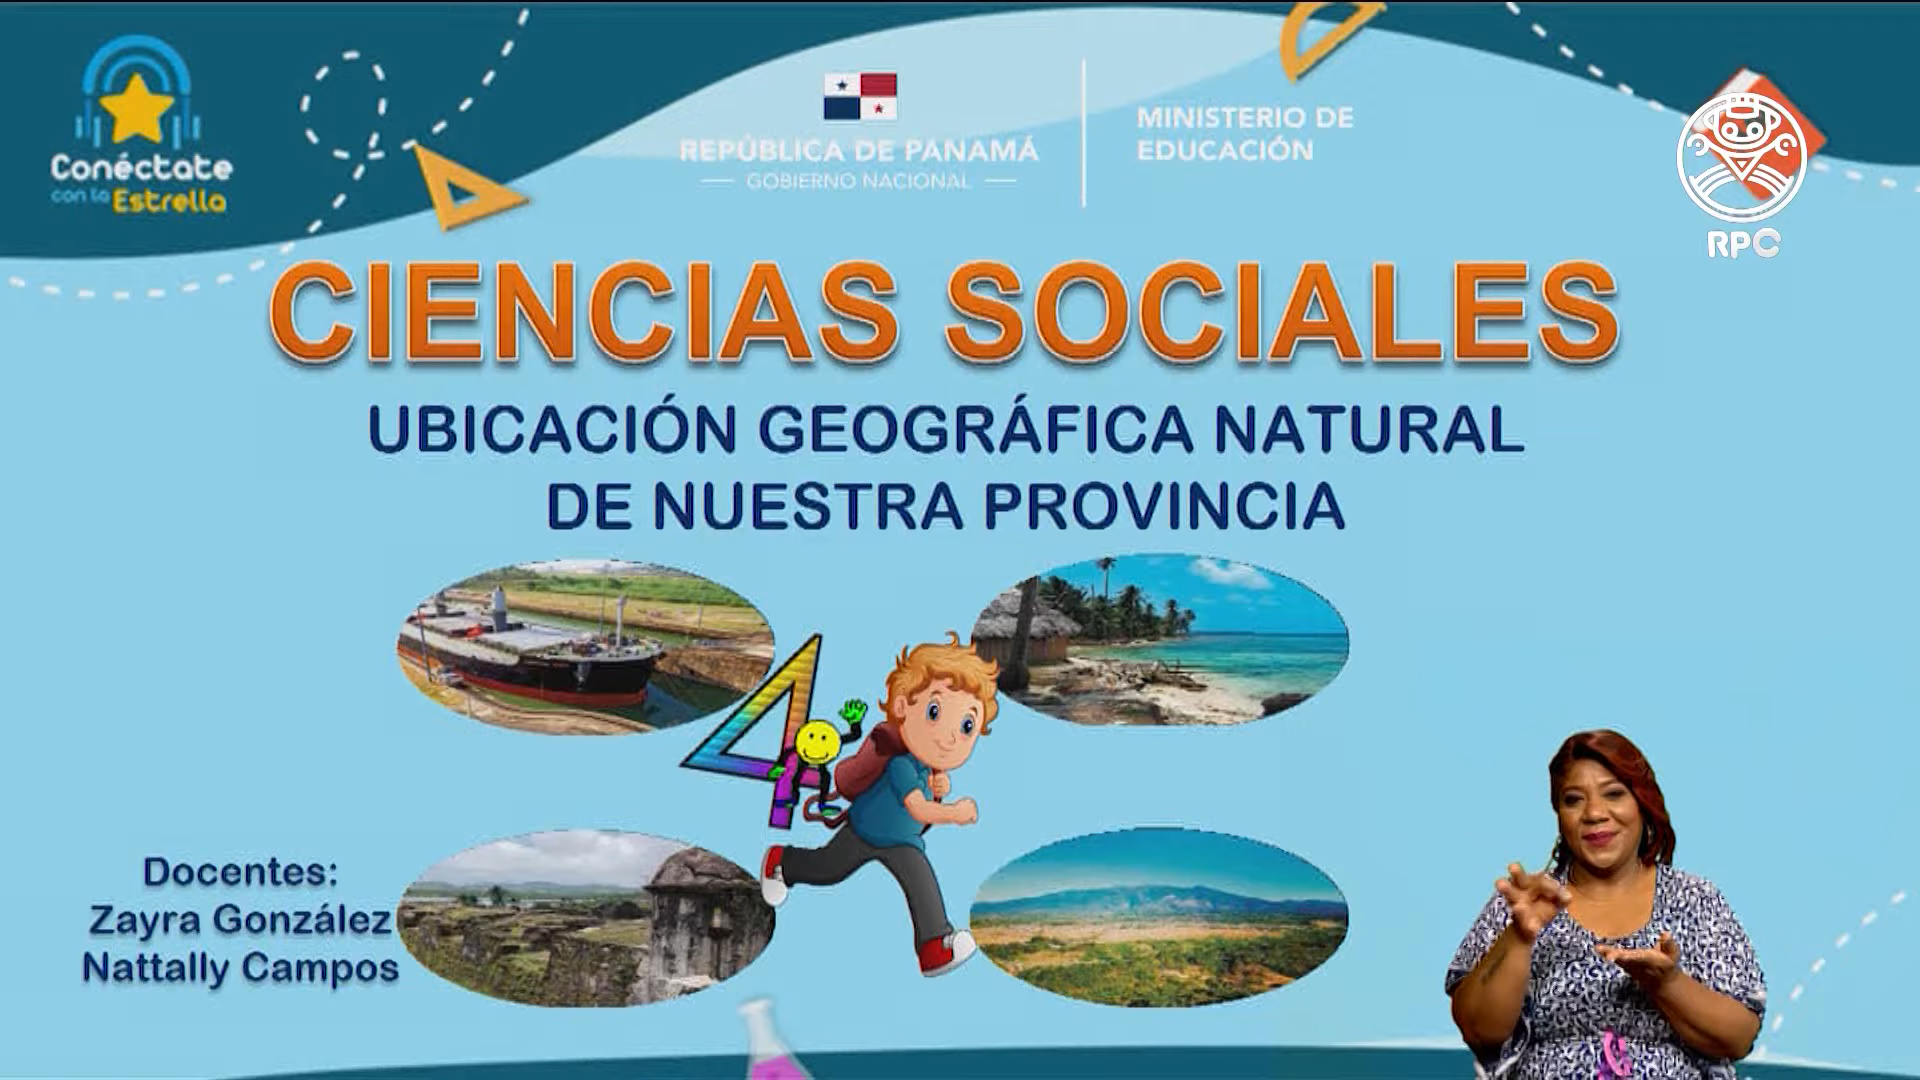 Conéctate
con la Estrella
REPÚBLICA DE PANAMÁ
GOBIERNO NACIONAL
MINISTERIO DE
EDUCACIÓN
RPC
CIENCIAS SOCIALES
UBICACIÓN GEOGRÁFICA NATURAL
DE NUESTRA PROVINCIA
4
Docentes:
Zayra González
Nattally Campos